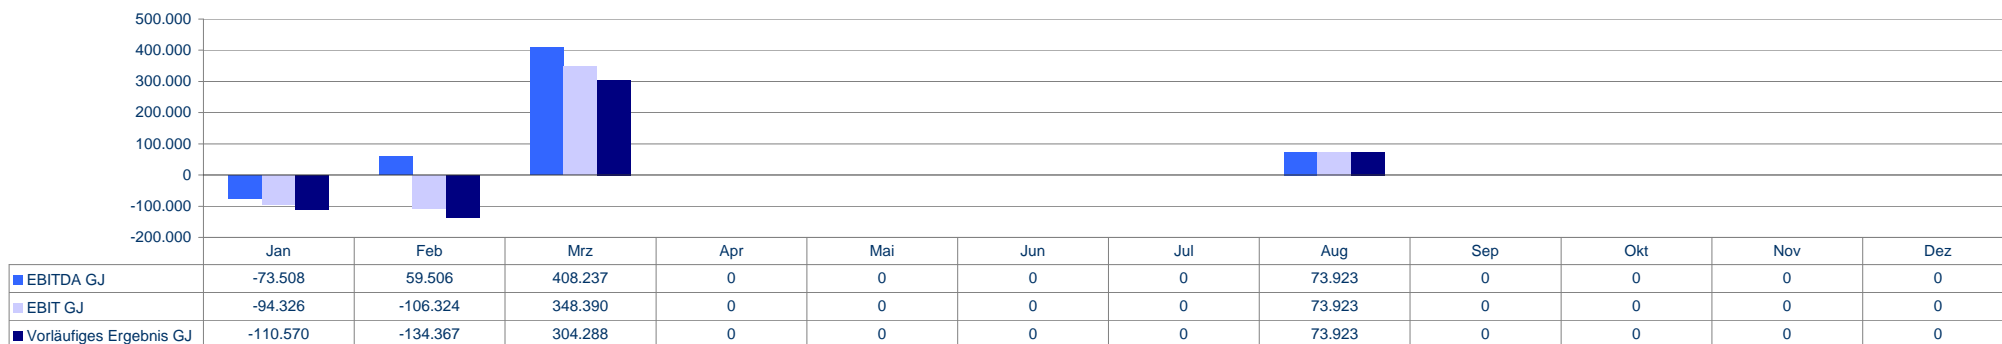 500.000
400.000
300.000
200.000
100.000
0
-100.000
-200.000
Jan Feb Mrz Apr Mai Jun Jul Aug Sep Okt Nov Dez
EBITDA GJ -73.508 59.506 408.237 0 0 0 0 73.923 0 0 0 0
EBIT GJ -94.326 -106.324 348.390 0 0 0 0 73.923 0 0 0 0
Vorläufiges Ergebnis GJ -110.570 -134.367 304.288 0 0 0 0 73.923 0 0 0 0